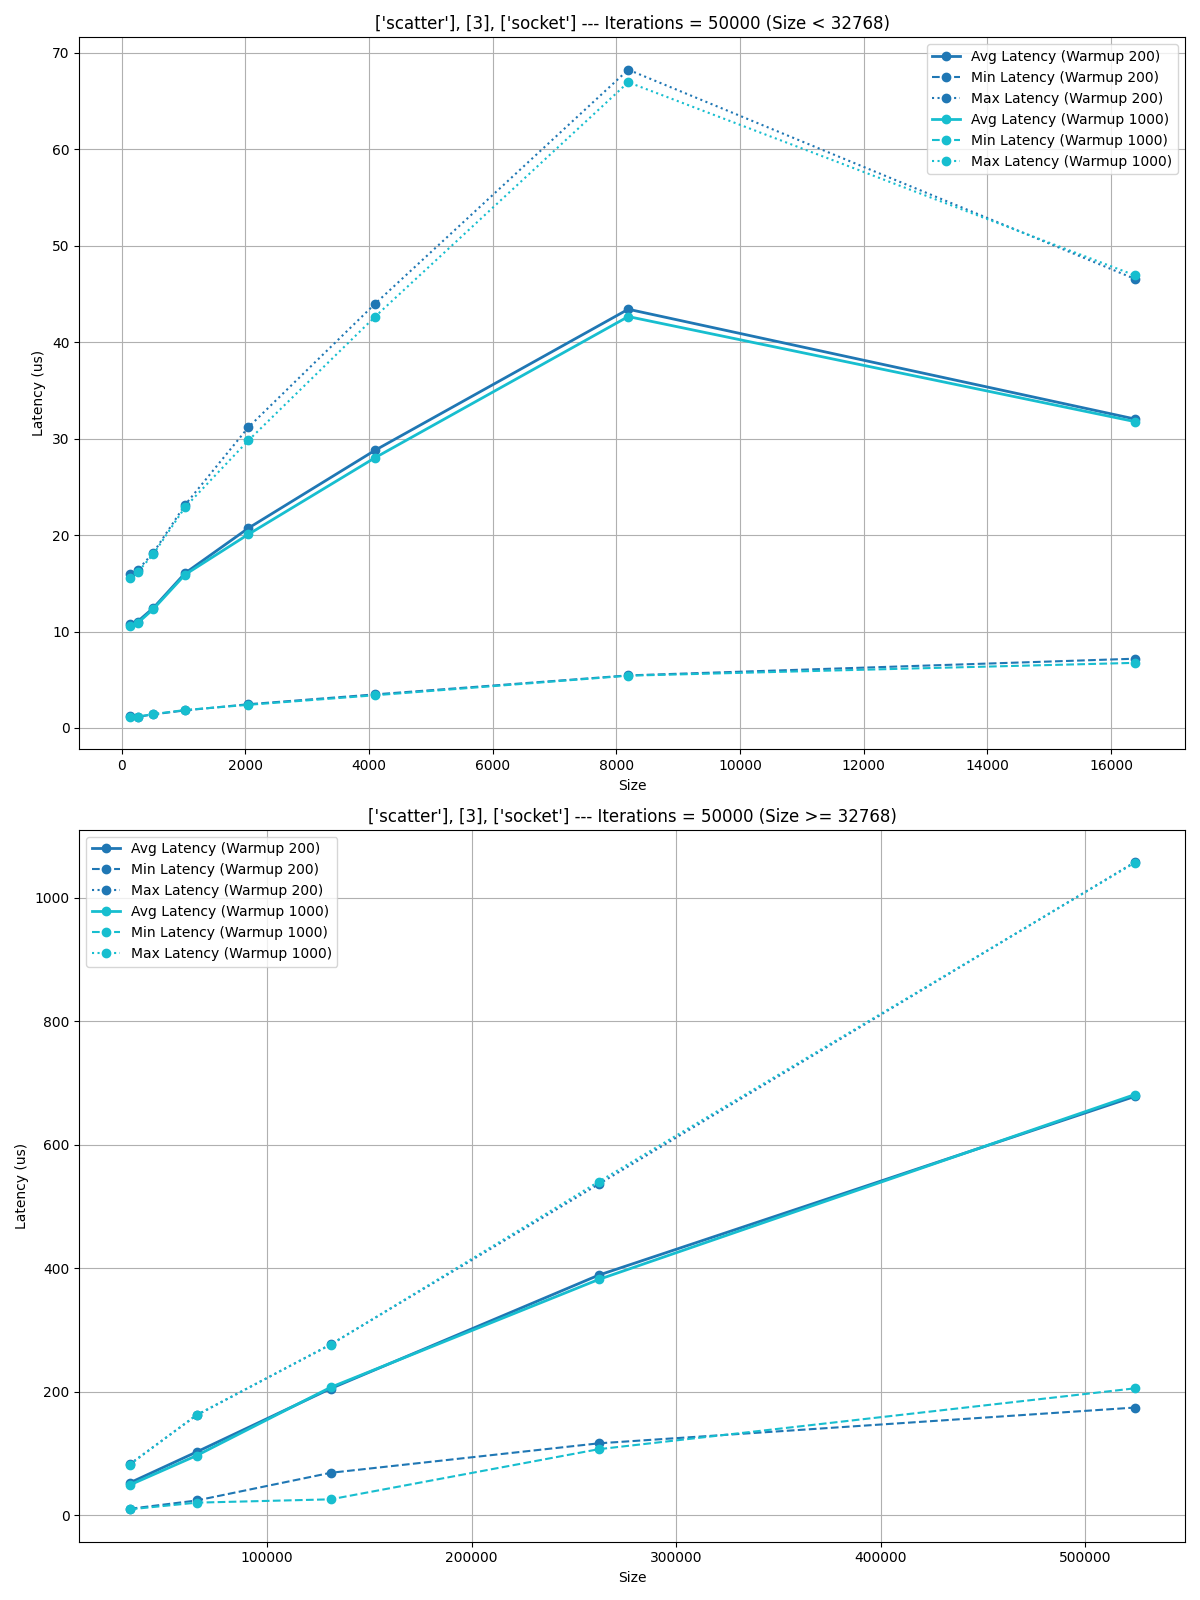 ['scatter'], [3], ['socket'] --- Iterations = 50000 (Size < 32768)
Avg Latency (Warmup 200)
Min Latency (Warmup 200)
Max Latency (Warmup 200)
Avg Latency (Warmup 1000)
Min Latency (Warmup 1000)
Max Latency (Warmup 1000)
70
60
50
40
30
20
10
0
Latency (us)
0 2000 4000 6000 8000 10000 12000 14000 16000
Size
['scatter'], [3], ['socket'] --- Iterations = 50000 (Size >= 32768)
Avg Latency (Warmup 200)
Min Latency (Warmup 200)
Max Latency (Warmup 200)
Avg Latency (Warmup 1000)
Min Latency (Warmup 1000)
Max Latency (Warmup 1000)
1000
800
600
400
200
0
Latency (us)
100000 200000 300000 400000 500000
Size